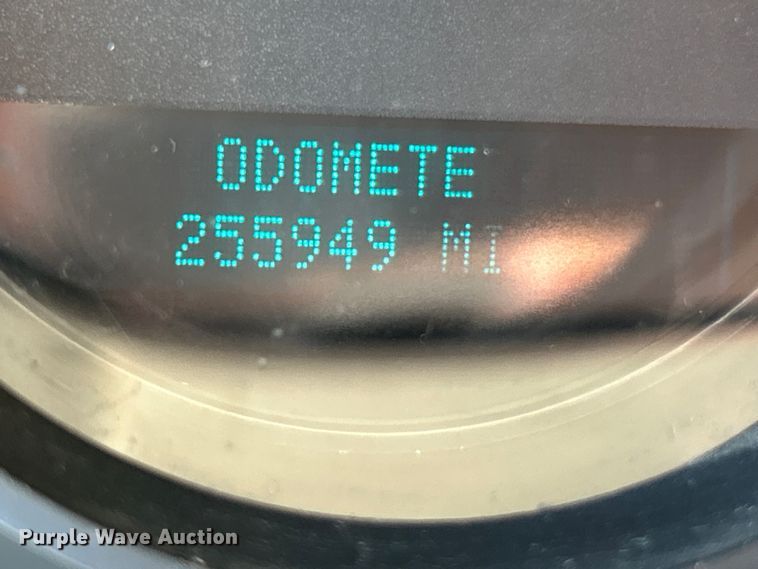 ODOMETE
255949 MI
Purple Wave Auction